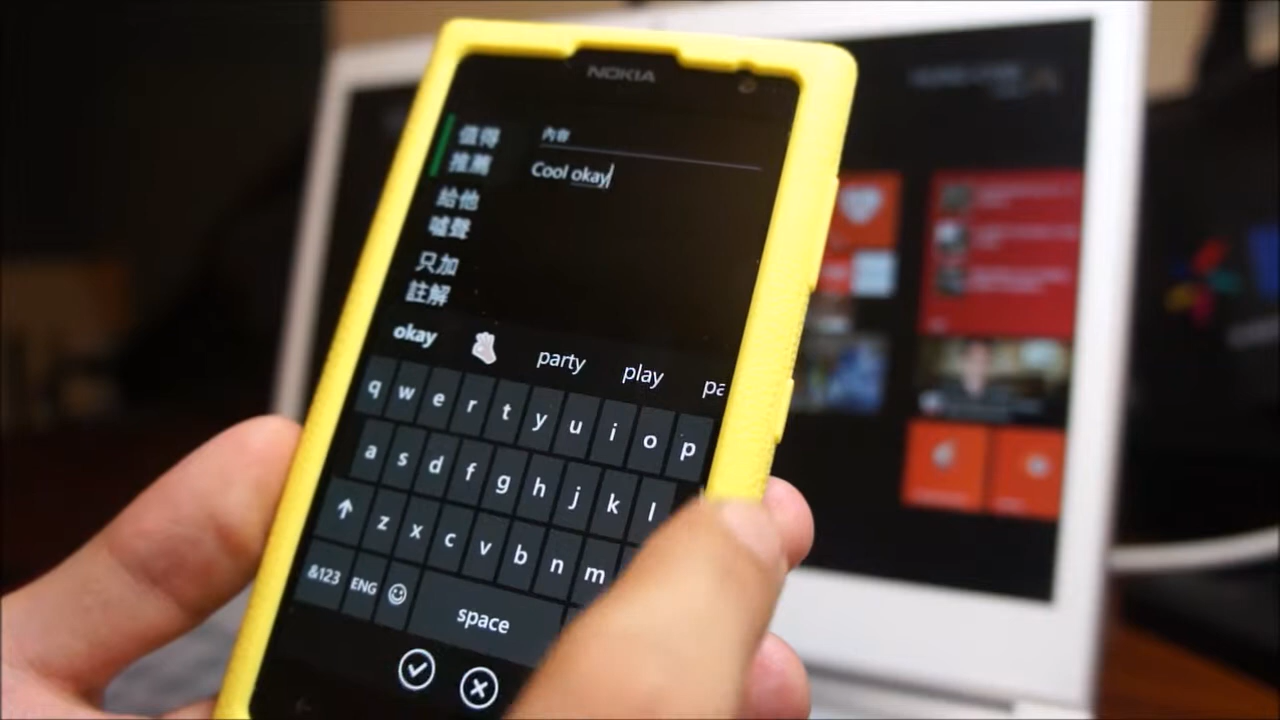 NOKIA
值得
推薦
給他
噓聲
只加
註解
內容
Cool okay
okay party play pa
q w e r t y u i o p
a s d f g h j k l
z x c v b n m
&123 ENG space